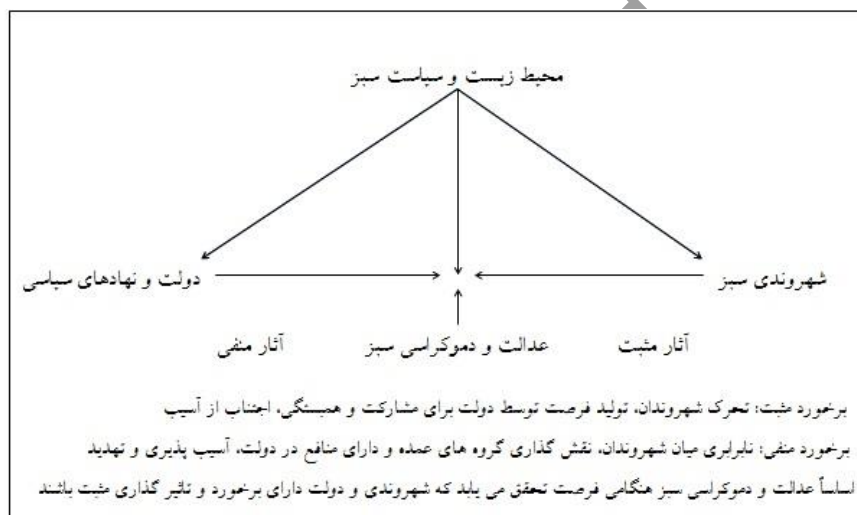 محیط زیست و سیاست سبز
شهروندی سبز
دولت و نهادهای سیاسی
آثار مثبت
عدالت و دموکراسی سبز
آثار منفی
برخورد مثبت: تحرک شهروندان، تولید فرصت توسط دولت برای مشارکت و همبستگی، اجتناب از آسیب
برخورد منفی: نابرابری میان شهروندان، نقش گذاری گروه های عمده و دارای منافع در دولت، آسیب پذیری و تهدید
اساساً عدالت و دموکراسی سبز هنگامی فرصت تحقق می یابد که شهروندی و دولت دارای برخورد و تاثیر گذاری مثبت باشند